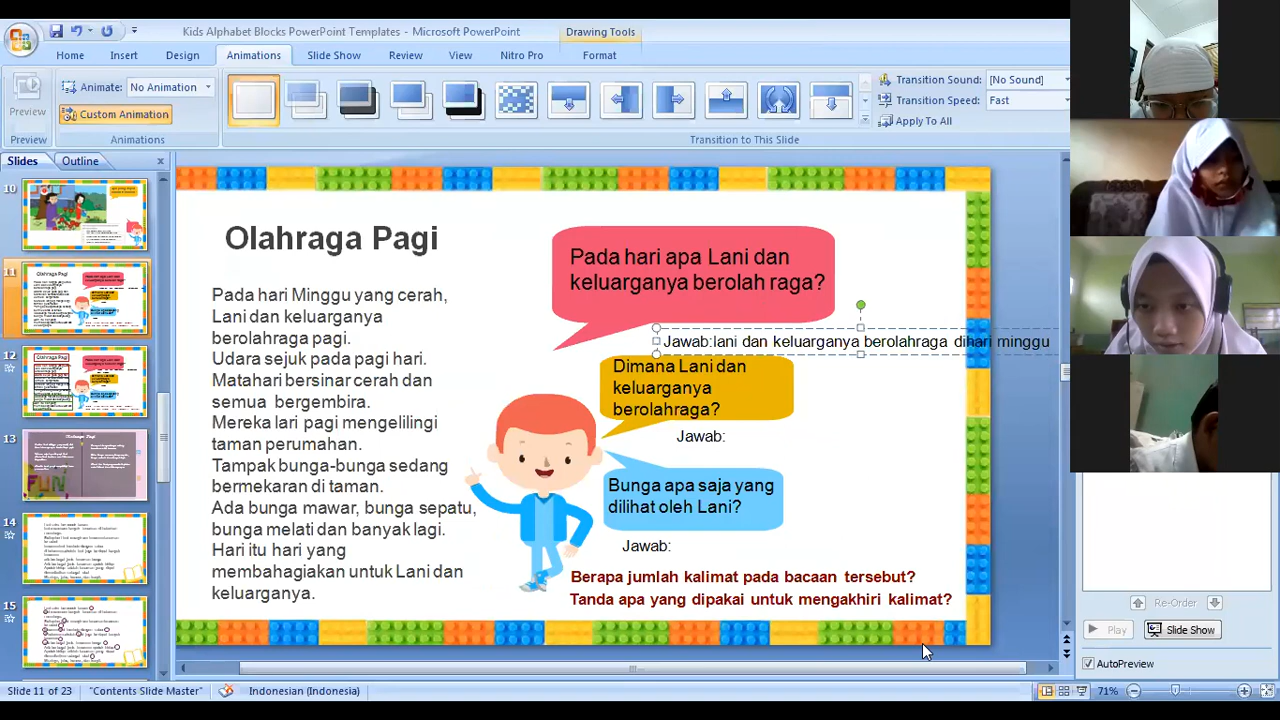 Kids Alphabet Blocks PowerPoint Templates - Microsoft PowerPoint
Drawing Tools
Home Insert Design Animations Slide Show Review View Nitro Pro Format
Preview
Preview
Animate: No Animation
Custom Animation
Animations
Transition Sound: [No Sound]
Transition Speed: Fast
Apply To All
Transition to This Slide
Slides Outline x
10
11
12
13
14
15
Olahraga Pagi
Pada hari Minggu yang cerah,
Lani dan keluarganya
berolahraga pagi.
Udara sejuk pada pagi hari.
Matahari bersinar carah dan
semua bergembira.
Mereka lari pagi mengelilingi
taman perumahan.
Tampak bunga-bunga sedang
bermekaran di taman.
Ada bunga mawar, bunga sepatu,
bunga melati dan banyak lagi.
Hari itu hari yang
membahagiakan untuk Lani dan
keluarganya.
Pada hari apa Lani dan
keluarganya berolah raga?
Jawab:lani dan keluarganya berolahraga dihari minggu
Dimana Lani dan
keluarganya
berolahraga?
Jawab:
Bunga apa saja yang
dilihat oleh Lani?
Jawab:
Berapa jumlah kalimat pada bacaan tersebut?
Tanda apa yang dipakai untuk mengakhiri kalimat?
Re-Order
Play
Slide Show
AutoPreview
Slide 11 of 23 "Contents Slide Master" Indonesian (Indonesia) 71%